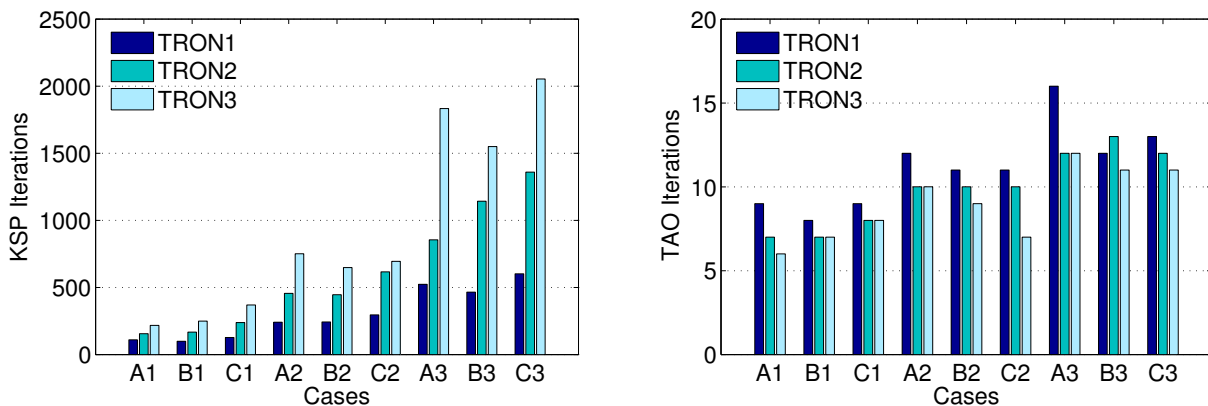 2500
2000
1500
1000
500
0
KSP Iterations
TRON1
TRON2
TRON3
A1 B1 C1 A2 B2 C2 A3 B3 C3
Cases
20
15
10
5
0
TAO Iterations
TRON1
TRON2
TRON3
A1 B1 C1 A2 B2 C2 A3 B3 C3
Cases